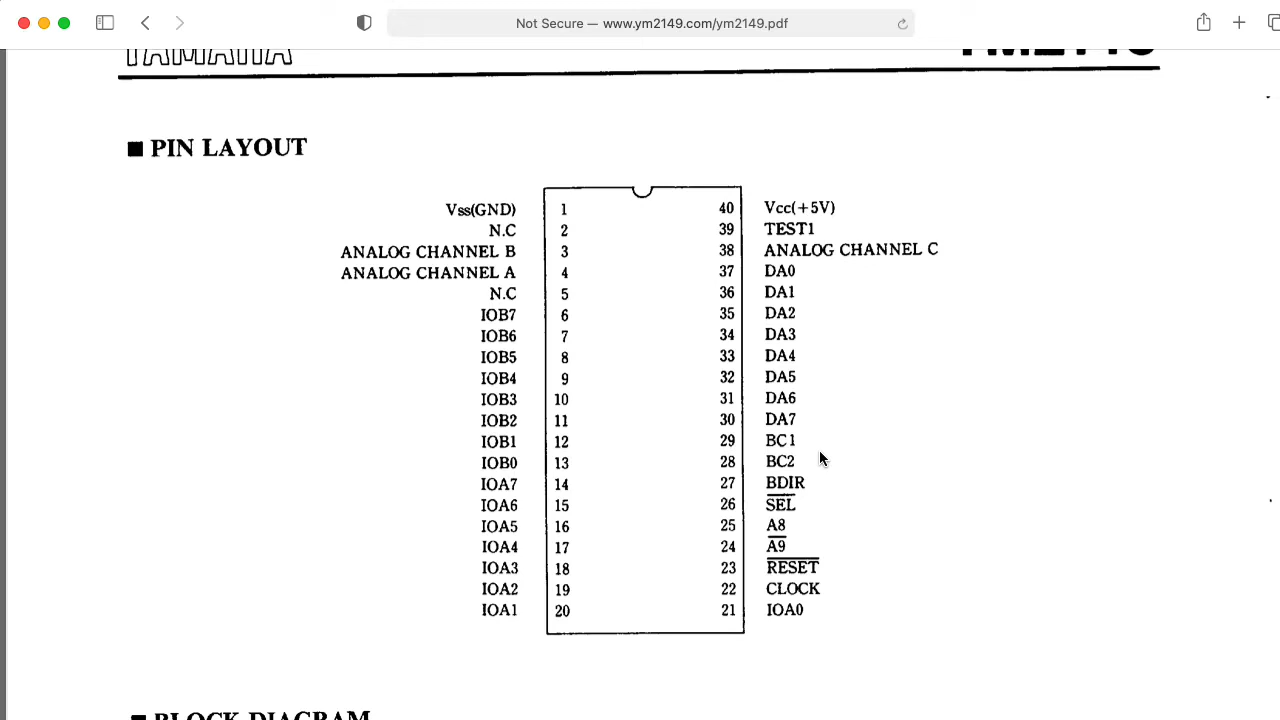 Not Secure — www.ym2149.com/ym2149.pdf
YAMAHA
■ PIN LAYOUT
Vss(GND) 1 40 Vcc(+5V)
N.C 2 39 TEST1
ANALOG CHANNEL B 3 38 ANALOG CHANNEL C
ANALOG CHANNEL A 4 37 DA0
N.C 5 36 DA1
IOB7 6 35 DA2
IOB6 7 34 DA3
IOB5 8 33 DA4
IOB4 9 32 DA5
IOB3 10 31 DA6
IOB2 11 30 DA7
IOB1 12 29 BC1
IOB0 13 28 BC2
IOA7 14 27 BDIR
IOA6 15 26 SEL
IOA5 16 25 A8
IOA4 17 24 A9
IOA3 18 23 RESET
IOA2 19 22 CLOCK
IOA1 20 21 IOA0
■ BLOCK DIAGRAM